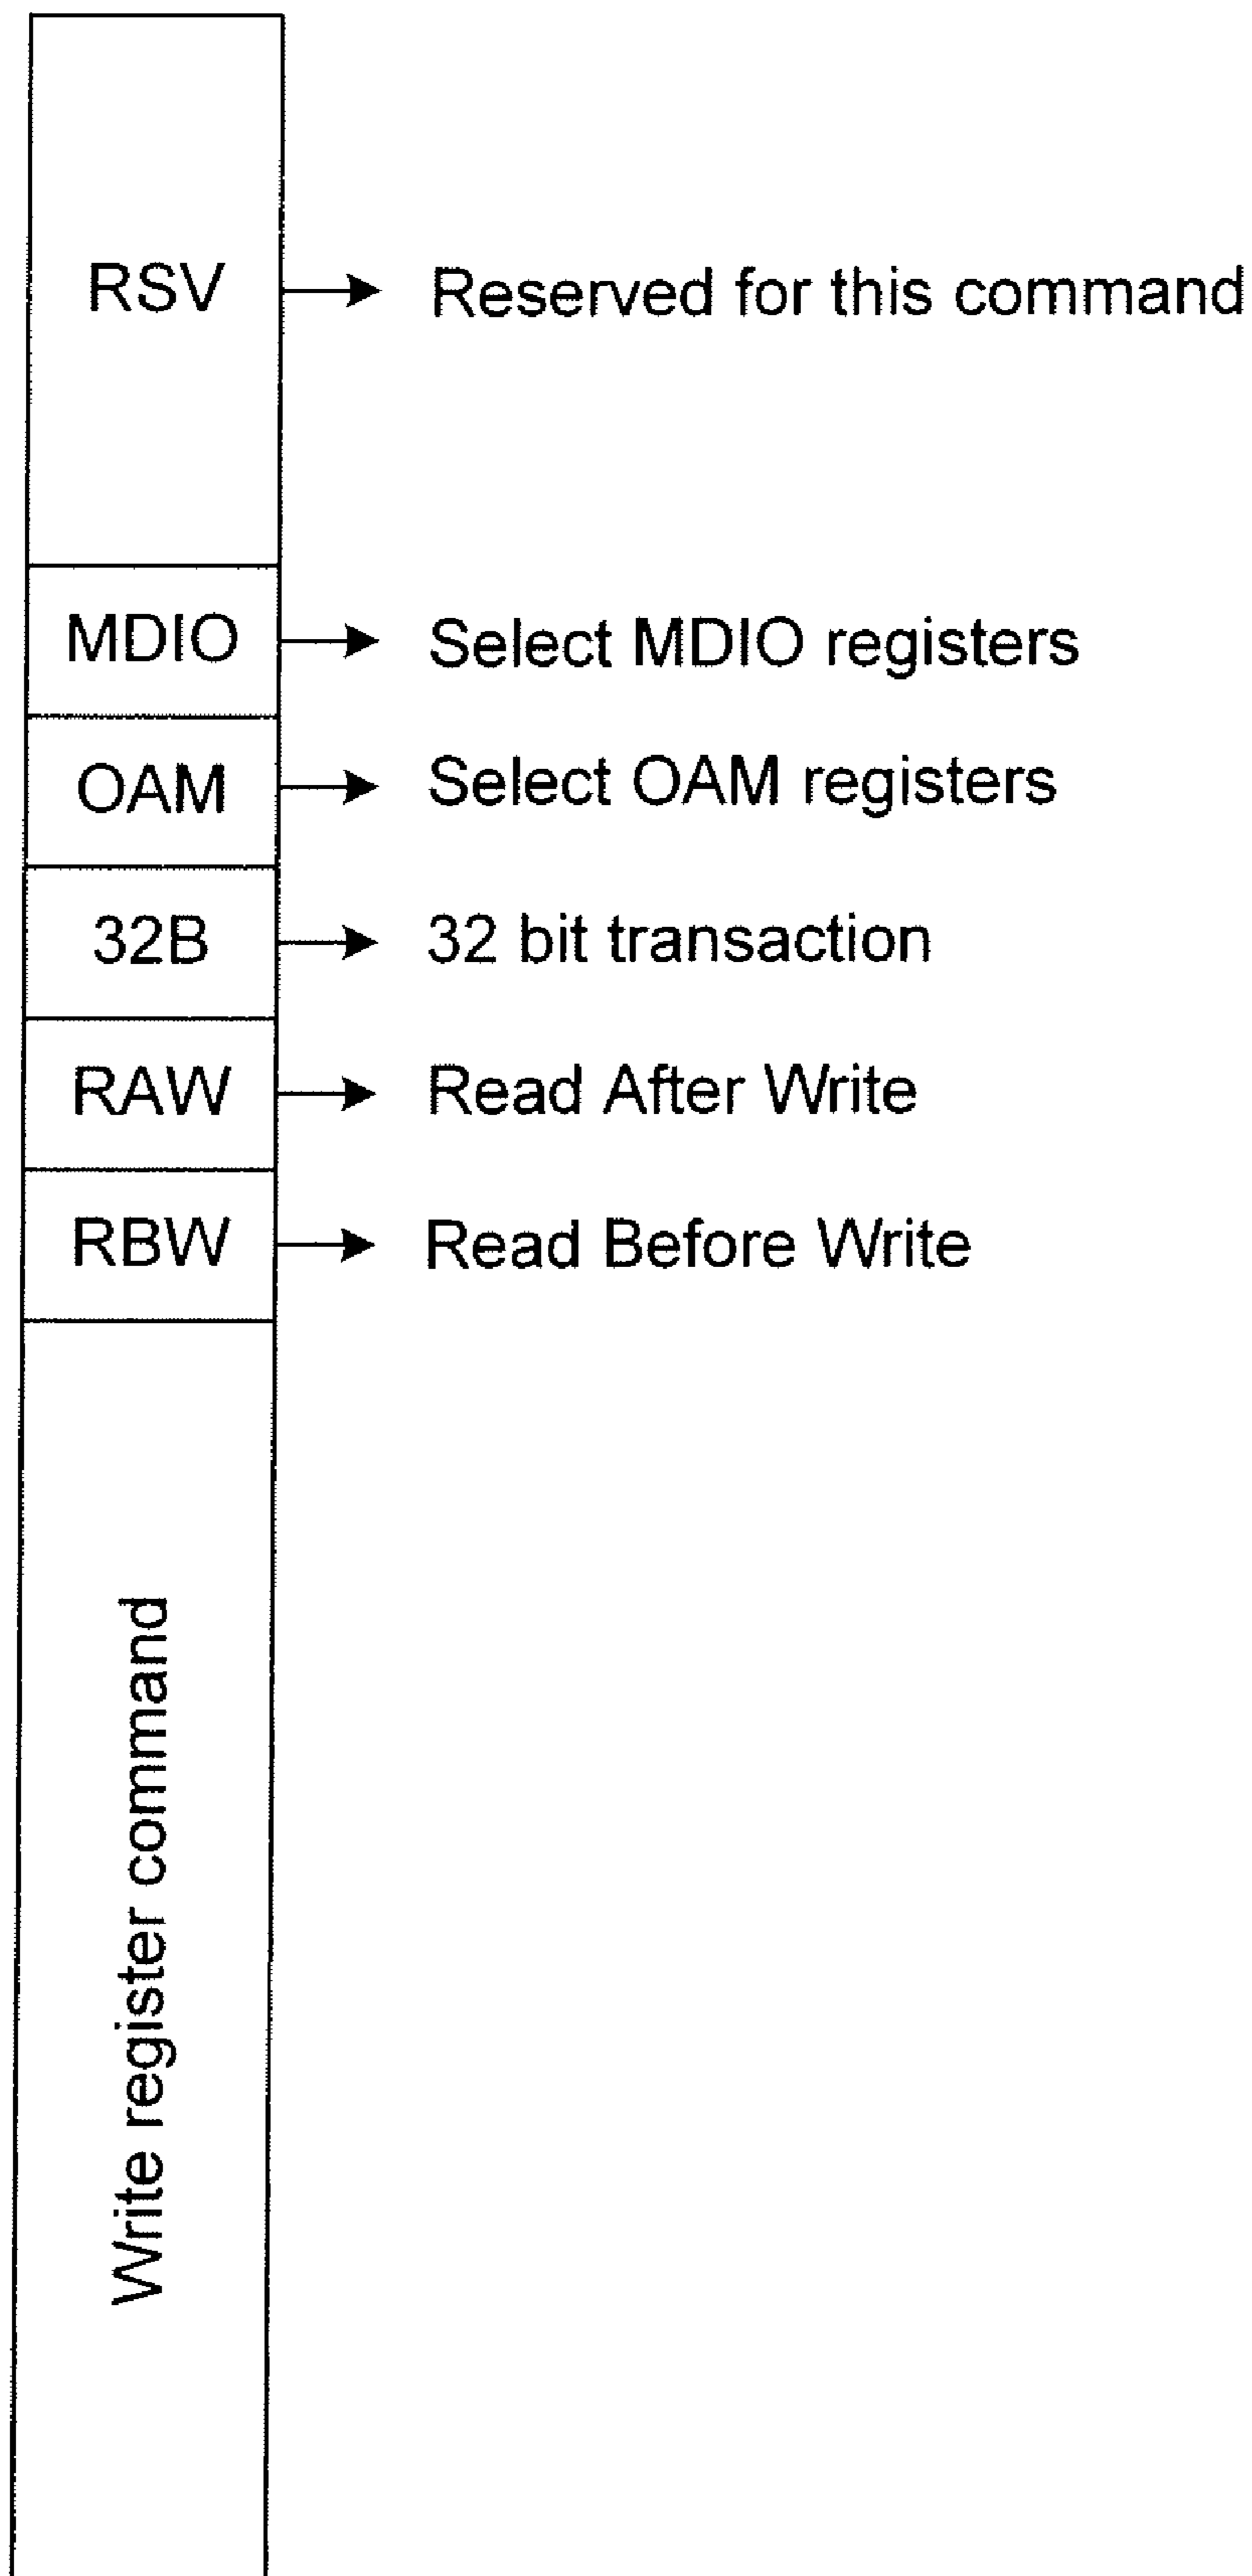 RSV Reserved for this command
MDIO Select MDIO registers
OAM Select OAM registers
32B 32 bit transaction
RAW Read After Write
RBW Read Before Write
Write register command